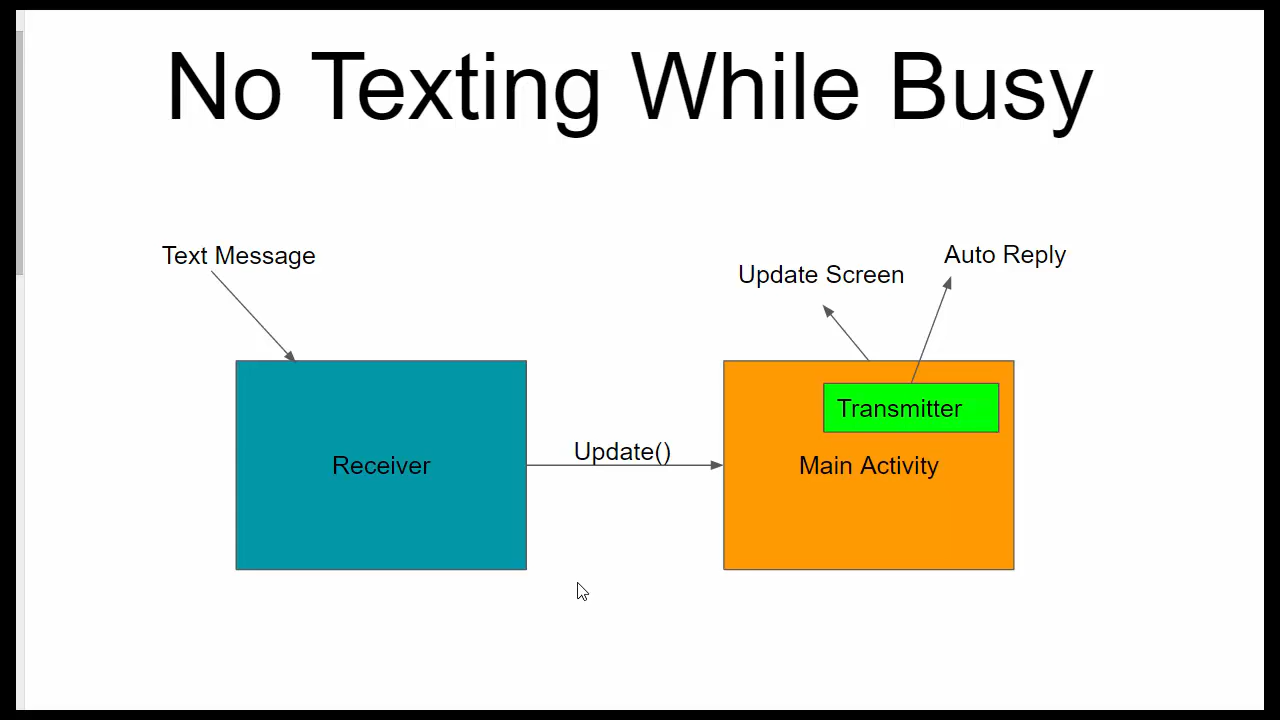 No Texting While Busy
Text Message
Update Screen
Auto Reply
Transmitter
Receiver
Update()
Main Activity